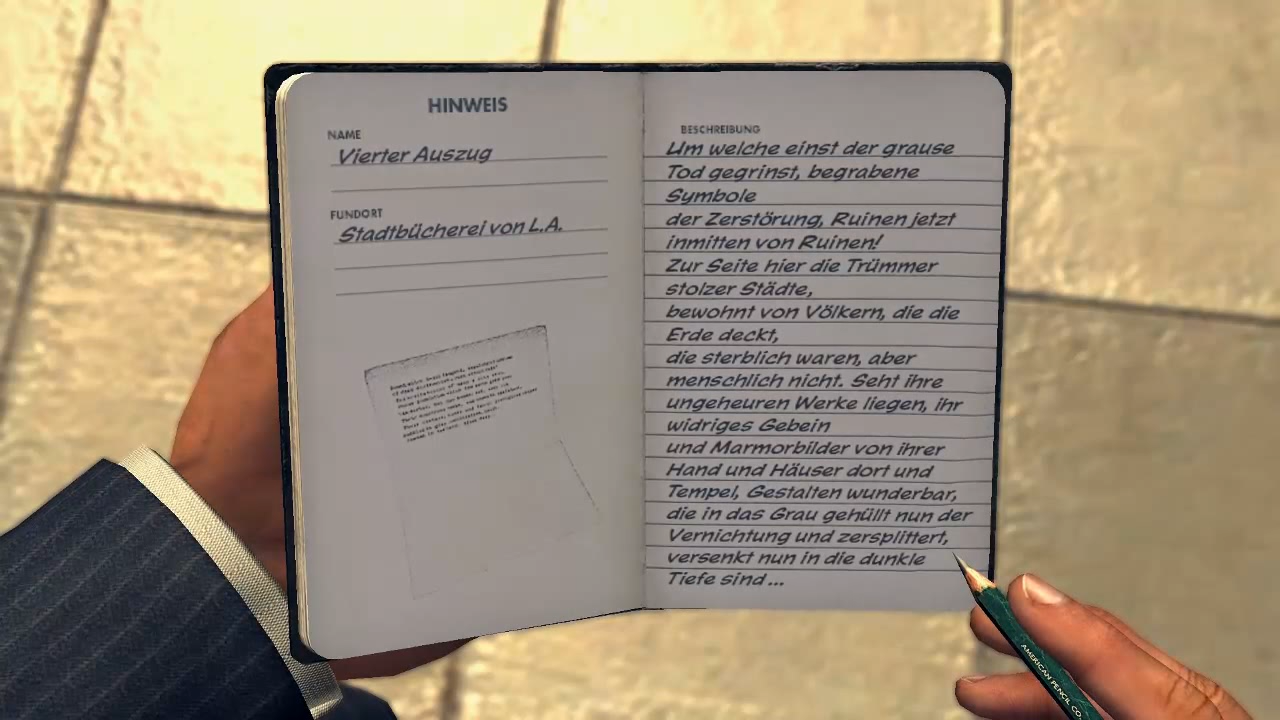 HINWEIS
NAME
Vierter Auszug
FUNDORT
Stadtbücherei von L.A.
BESCHREIBUNG
Um welche einst der grause
Tod gegrinst, begrabene
Symbole
der Zerstörung, Ruinen jetzt
inmitten von Ruinen!
Zur Seite hier die Trümmer
stolzer Städte,
bewohnt von Völkern, die die
Erde deckt,
die sterblich waren, aber
menschlich nicht. Seht ihre
ungeheuren Werke liegen, ihr
widriges Gebein
und Marmorbilder von ihrer
Hand und Häuser dort und
Tempel, Gestalten wunderbar,
die in das Grau gehüllt nun der
Vernichtung und zersplittert,
versenkt nun in die dunkle
Tiefe sind...
AMERICAN PENCIL CO.